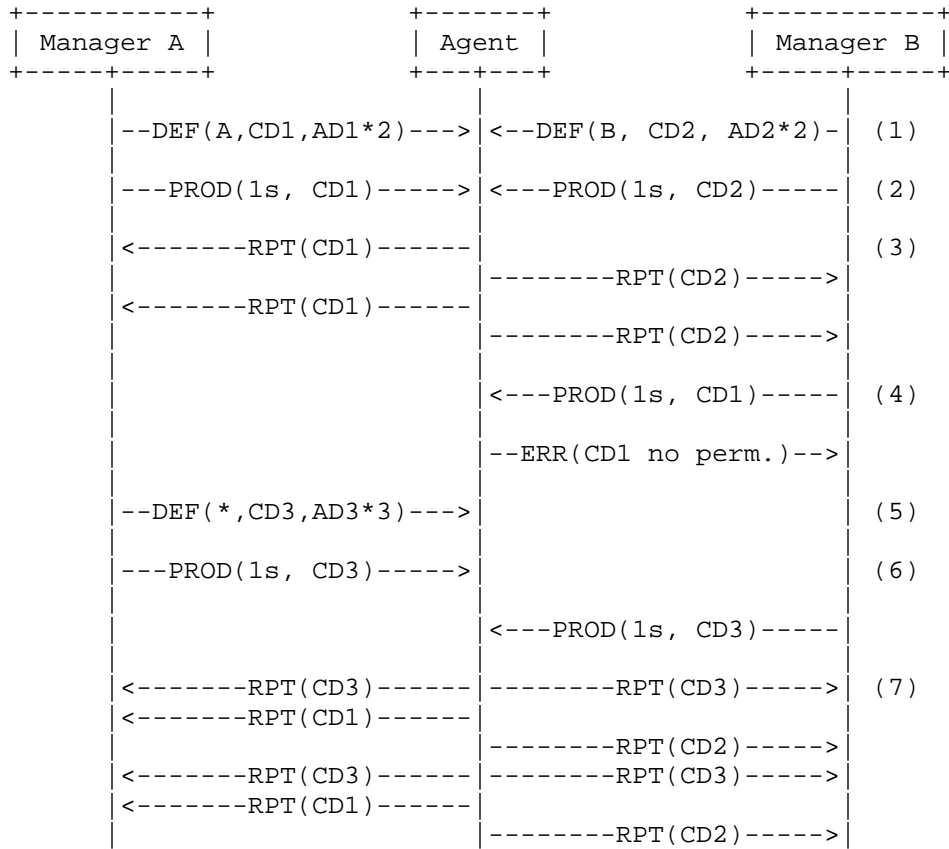 +-----------+ +-------+ +-----------+
| Manager A | | Agent | | Manager B |
+-----+-----+ +---+---+ +-----+-----+
|--DEF(A,CD1,AD1*2)--->|<--DEF(B, CD2, AD2*2)-| (1)
|---PROD(1s, CD1)----->|<---PROD(1s, CD2)-----| (2)
|<-------RPT(CD1)------| | (3)
|--------RPT(CD2)----->|
|<-------RPT(CD1)------|
|--------RPT(CD2)----->|
|<---PROD(1s, CD1)-----| (4)
|--ERR(CD1 no perm.)-->|
|--DEF(*,CD3,AD3*3)--->| | (5)
|---PROD(1s, CD3)----->| | (6)
|<---PROD(1s, CD3)-----|
|<-------RPT(CD3)------|--------RPT(CD3)----->| (7)
|<-------RPT(CD1)------|
|--------RPT(CD2)----->|
|<-------RPT(CD3)------|--------RPT(CD3)----->|
|<-------RPT(CD1)------|
|--------RPT(CD2)----->|